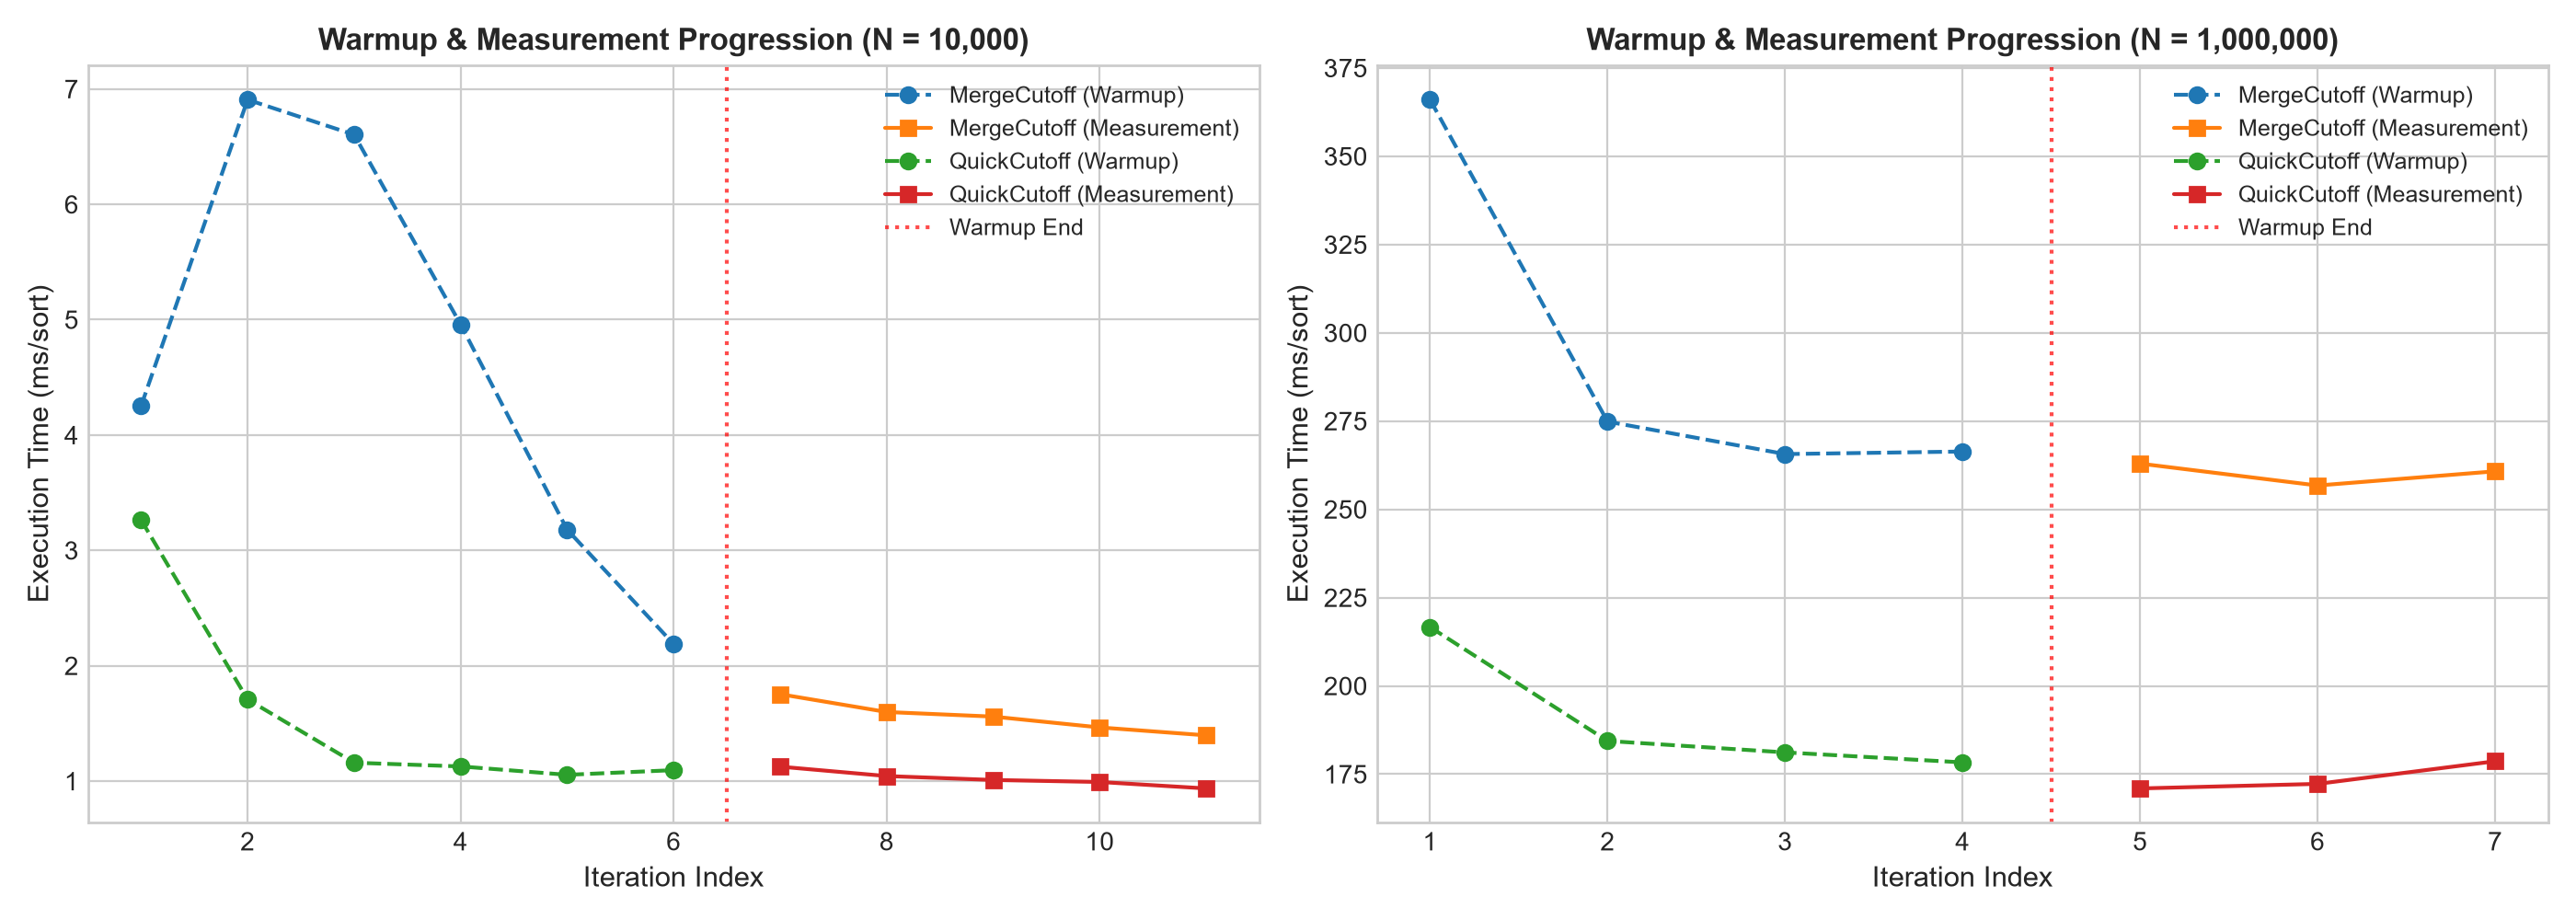 Warmup & Measurement Progression (N = 10,000)
7
6
5
4
3
2
1
Execution Time (ms/sort)
MergeCutoff (Warmup)
MergeCutoff (Measurement)
QuickCutoff (Warmup)
QuickCutoff (Measurement)
Warmup End
2 4 6 8 10
Iteration Index
Warmup & Measurement Progression (N = 1,000,000)
375
350
325
300
275
250
225
200
175
Execution Time (ms/sort)
MergeCutoff (Warmup)
MergeCutoff (Measurement)
QuickCutoff (Warmup)
QuickCutoff (Measurement)
Warmup End
1 2 3 4 5 6 7
Iteration Index